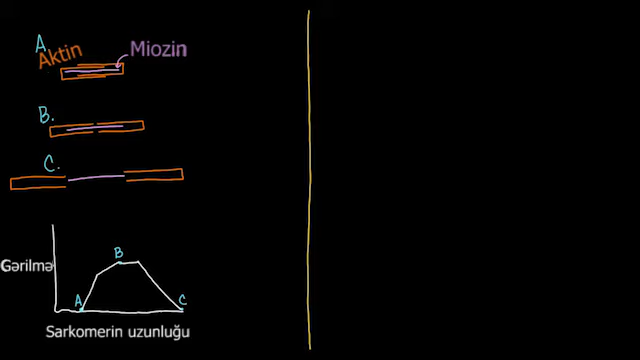 A
Aktin
Miozin
B.
C.
Gərilmə
A
B
C
Sarkomerin uzunluğu